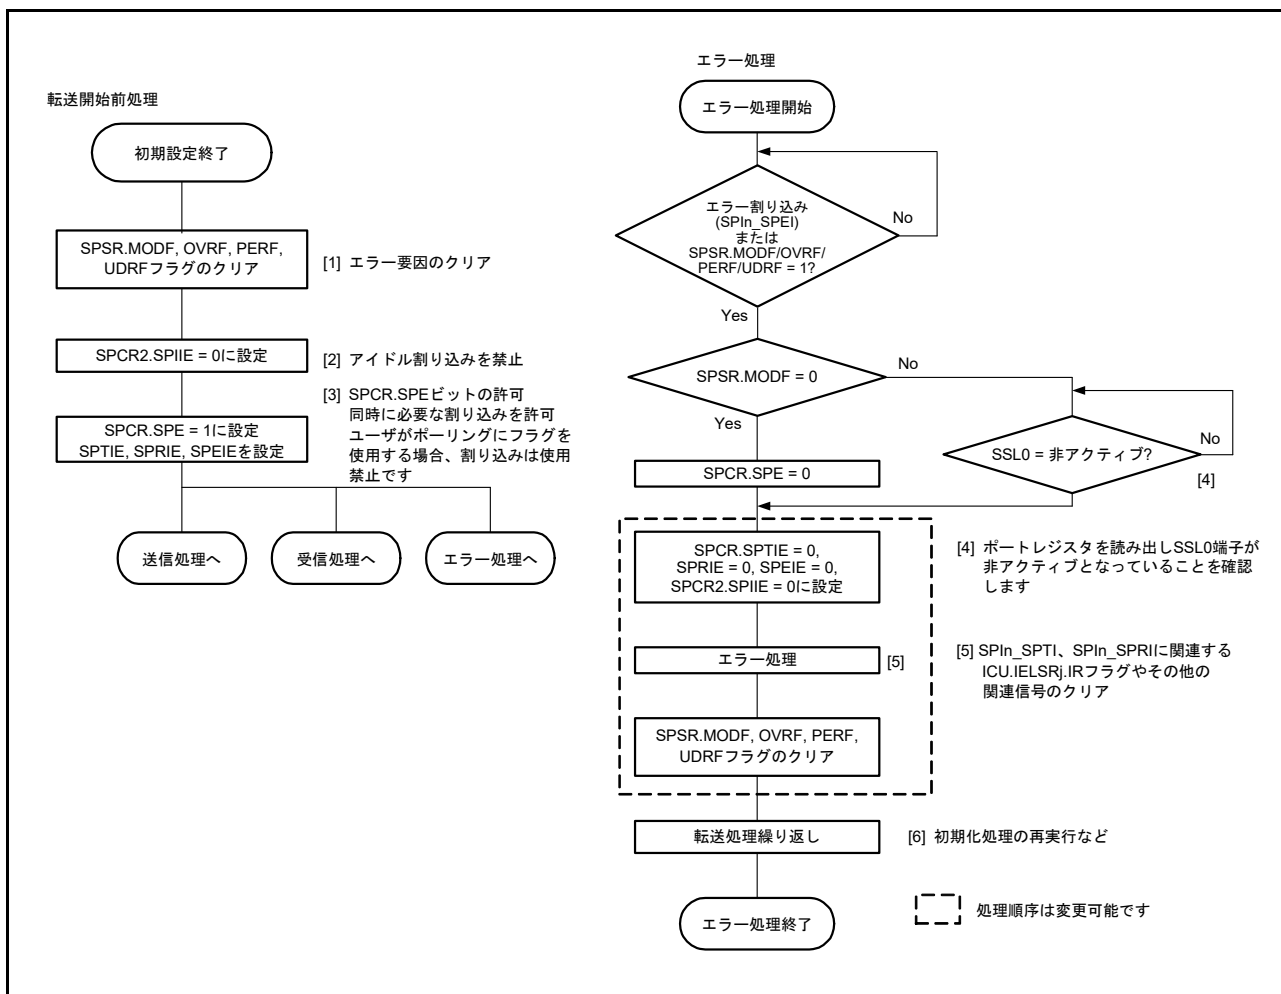 転送開始前処理
初期設定終了
SPSR.MODF, OVRF, PERF,
UDRFフラグのクリア
[1] エラー要因のクリア
SPCR2.SPIIE = 0に設定
[2] アイドル割り込みを禁止
SPCR.SPE = 1に設定
SPTIE, SPRIE, SPEIEを設定
[3] SPCR.SPEビットの許可
同時に必要な割り込みを許可
ユーザがポーリングにフラグを
使用する場合、割り込みは使用
禁止です
送信処理へ
受信処理へ
エラー処理へ
エラー処理
エラー処理開始
エラー割り込み
(SPIn_SPEI)
または
SPSR.MODF/OVRF/
PERF/UDRF = 1?
No
Yes
SPSR.MODF = 0
No
Yes
SSL0 = 非アクティブ?
No
[4]
SPCR.SPE = 0
SPCR.SPTIE = 0,
SPRIE = 0, SPEIE = 0,
SPCR2.SPIIE = 0に設定
[4] ポートレジスタを読み出しSSL0端子が
非アクティブとなっていることを確認
します
エラー処理
[5]
[5] SPIn_SPTI、SPIn_SPRIに関連する
ICU.IELSRj.IRフラグやその他の
関連信号のクリア
SPSR.MODF, OVRF, PERF,
UDRFフラグのクリア
転送処理繰り返し
[6] 初期化処理の再実行など
エラー処理終了
処理順序は変更可能です